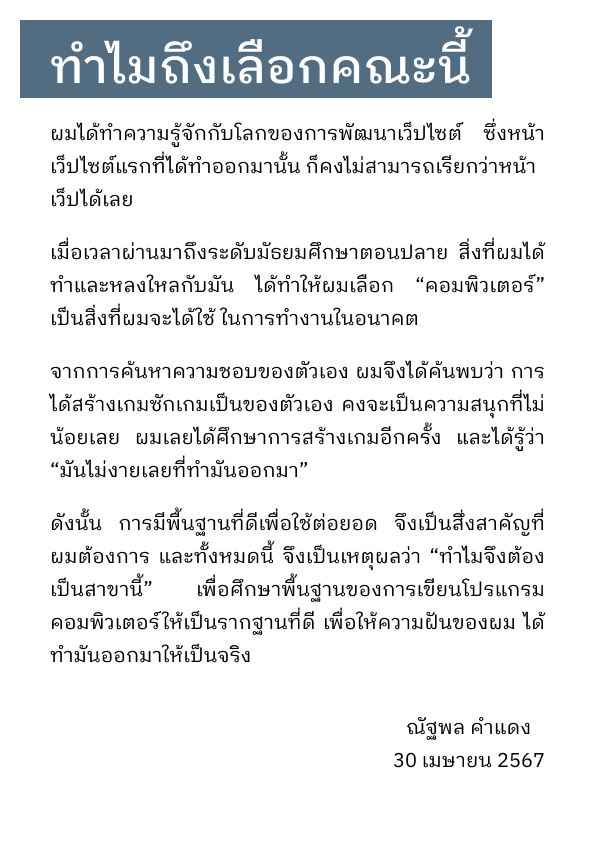 ทำไมถึงเลือกคณะนี้
ผมได้ทำความรู้จักกับโลกของการพัฒนาเว็ปไซต์ ซึ่งหน้า
เว็ปไซต์แรกที่ได้ทำออกมานั้น ก็คงไม่สามารถเรียกว่าหน้า
เว็ปได้เลย
เมื่อเวลาผ่านมาถึงระดับมัธยมศึกษาตอนปลาย สิ่งที่ผมได้
ทำและหลงใหลกับมัน ได้ทำให้ผมเลือก “คอมพิวเตอร์”
เป็นสิ่งที่ผมจะได้ใช้ ในการทำงานในอนาคต
จากการค้นหาความชอบของตัวเอง ผมจึงได้ค้นพบว่า การ
ได้สร้างเกมซักเกมเป็นของตัวเอง คงจะเป็นความสนุกที่ไม่
น้อยเลย ผมเลยได้ศึกษาการสร้างเกมอีกครั้ง และได้รู้ว่า
“มันไม่งายเลยที่ทำมันออกมา”
ดังนั้น การมีพื้นฐานที่ดีเพื่อใช้ต่อยอด จึงเป็นสิ่งสำคัญที่
ผมต้องการ และทั้งหมดนี้ จึงเป็นเหตุผลว่า “ทำไมจึงต้อง
เป็นสาขานี้” เพื่อศึกษาพื้นฐานของการเขียนโปรแกรม
คอมพิวเตอร์ให้เป็นรากฐานที่ดี เพื่อให้ความฝันของผม ได้
ทำมันออกมาให้เป็นจริง
ณัฐพล คำแดง
30 เมษายน 2567